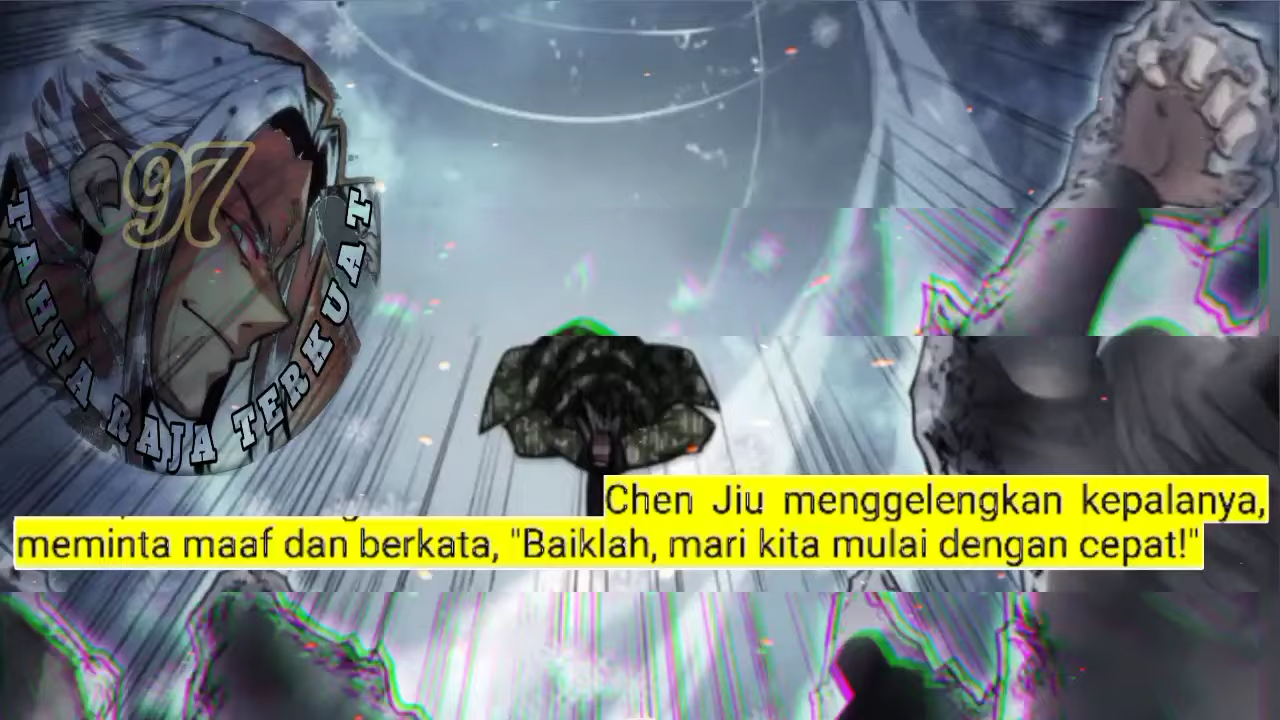 97
TAHTA RAJA TERKUAT
Chen Jiu menggelengkan kepalanya,
meminta maaf dan berkata, "Baiklah, mari kita mulai dengan cepat!"